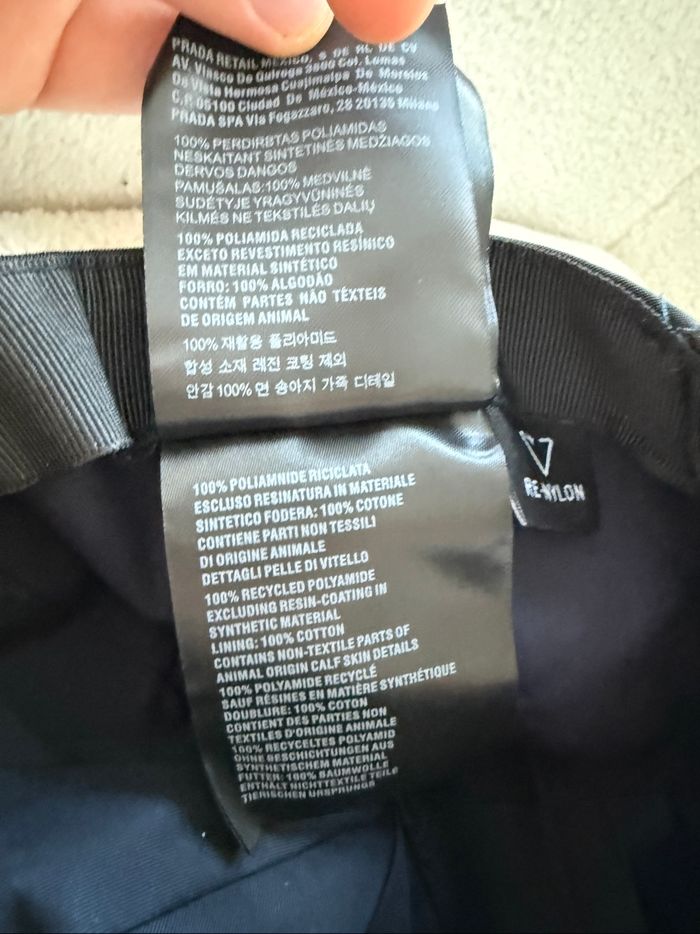 PRADA RETAIL MEXICO, S DE RL DE CV
AV. Vlasco De Quiroga 3800 Col. Lomas
De Vista Hermosa Cuajimalpa De Morelos
C.P. 05100 Ciudad De México-México
PRADA SPA Via Fogazzaro, 28 20135 Milano
100% PERDIRBTAS POLIAMIDAS
NESKAITANT SINTETINĖS MEDŽIAGOS
DERVOS DANGOS
PAMUŠALAS:100% MEDVILNĖ
SUDĖTYJE YRAGYVŪNINĖS
KILMĖS NE TEKSTILĖS DALIŲ
100% POLIAMIDA RECICLADA
EXCETO REVESTIMENTO RESÍNICO
EM MATERIAL SINTÉTICO
FORRO: 100% ALGODÃO
CONTÉM PARTES NÃO TÊXTEIS
DE ORIGEM ANIMAL
100% 재활용 폴리아미드
합성 소재 레진 코팅 제외
안감 100% 면 송아지 가죽 디테일
100% POLIAMNIDE RICICLATA
ESCLUSO RESINATURA IN MATERIALE
SINTETICO FODERA: 100% COTONE
CONTIENE PARTI NON TESSILI
DI ORIGINE ANIMALE
DETTAGLI PELLE DI VITELLO
100% RECYCLED POLYAMIDE
EXCLUDING RESIN-COATING IN
SYNTHETIC MATERIAL
LINING: 100% COTTON
CONTAINS NON-TEXTILE PARTS OF
ANIMAL ORIGIN CALF SKIN DETAILS
100% POLYAMIDE RECYCLÉ
SAUF RÉSINES EN MATIÈRE SYNTHÉTIQUE
DOUBLURE: 100% COTON
CONTIENT DES PARTIES NON
TEXTILES D'ORIGINE ANIMALE
100% RECYCELTES POLYAMID
OHNE BESCHICHTUNGEN AUS
SYNTHETISCHEM MATERIAL
FUTTER: 100% BAUMWOLLE
ENTHÄLT NICHTTEXTILE TEILE
TIERISCHEN URSPRUNGS
RE-NYLON